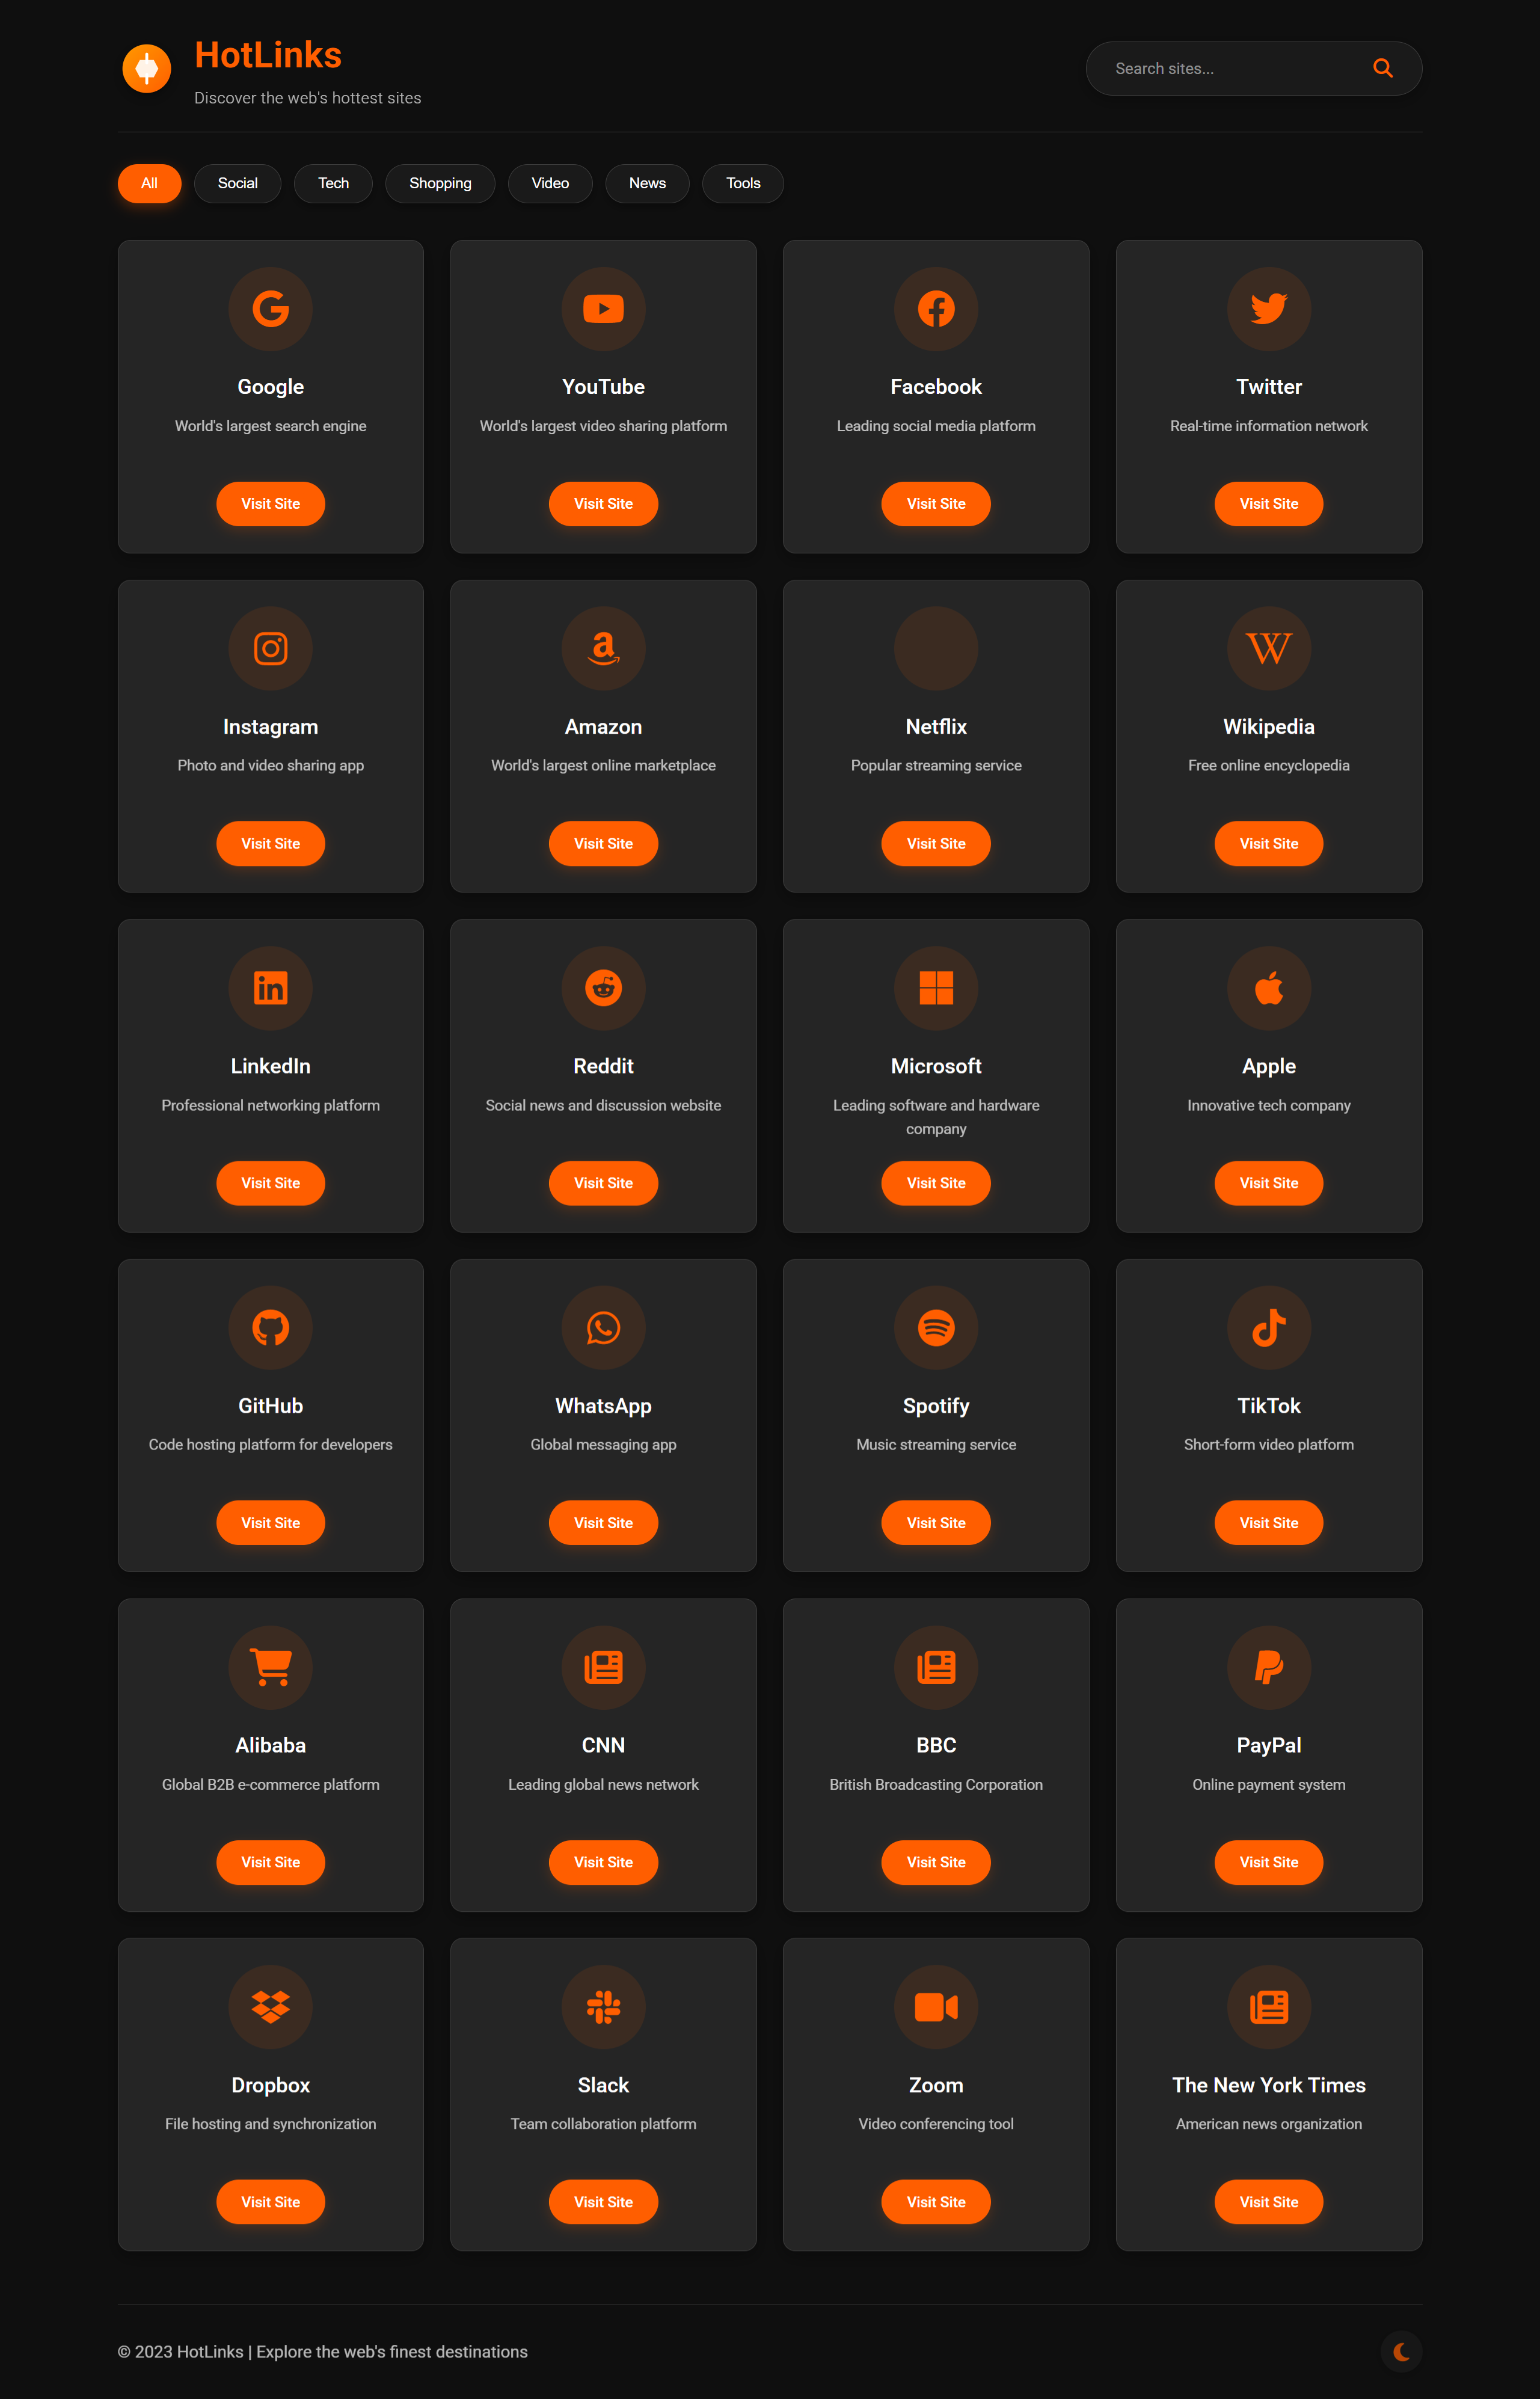 HotLinks
Discover the web's hottest sites
Search sites...
All
Social
Tech
Shopping
Video
News
Tools
Google
World's largest search engine
Visit Site
YouTube
World's largest video sharing platform
Visit Site
Facebook
Leading social media platform
Visit Site
Twitter
Real-time information network
Visit Site
Instagram
Photo and video sharing app
Visit Site
Amazon
World's largest online marketplace
Visit Site
Netflix
Popular streaming service
Visit Site
Wikipedia
Free online encyclopedia
Visit Site
LinkedIn
Professional networking platform
Visit Site
Reddit
Social news and discussion website
Visit Site
Microsoft
Leading software and hardware
company
Visit Site
Apple
Innovative tech company
Visit Site
GitHub
Code hosting platform for developers
Visit Site
WhatsApp
Global messaging app
Visit Site
Spotify
Music streaming service
Visit Site
TikTok
Short-form video platform
Visit Site
Alibaba
Global B2B e-commerce platform
Visit Site
CNN
Leading global news network
Visit Site
BBC
British Broadcasting Corporation
Visit Site
PayPal
Online payment system
Visit Site
Dropbox
File hosting and synchronization
Visit Site
Slack
Team collaboration platform
Visit Site
Zoom
Video conferencing tool
Visit Site
The New York Times
American news organization
Visit Site
© 2023 HotLinks | Explore the web's finest destinations